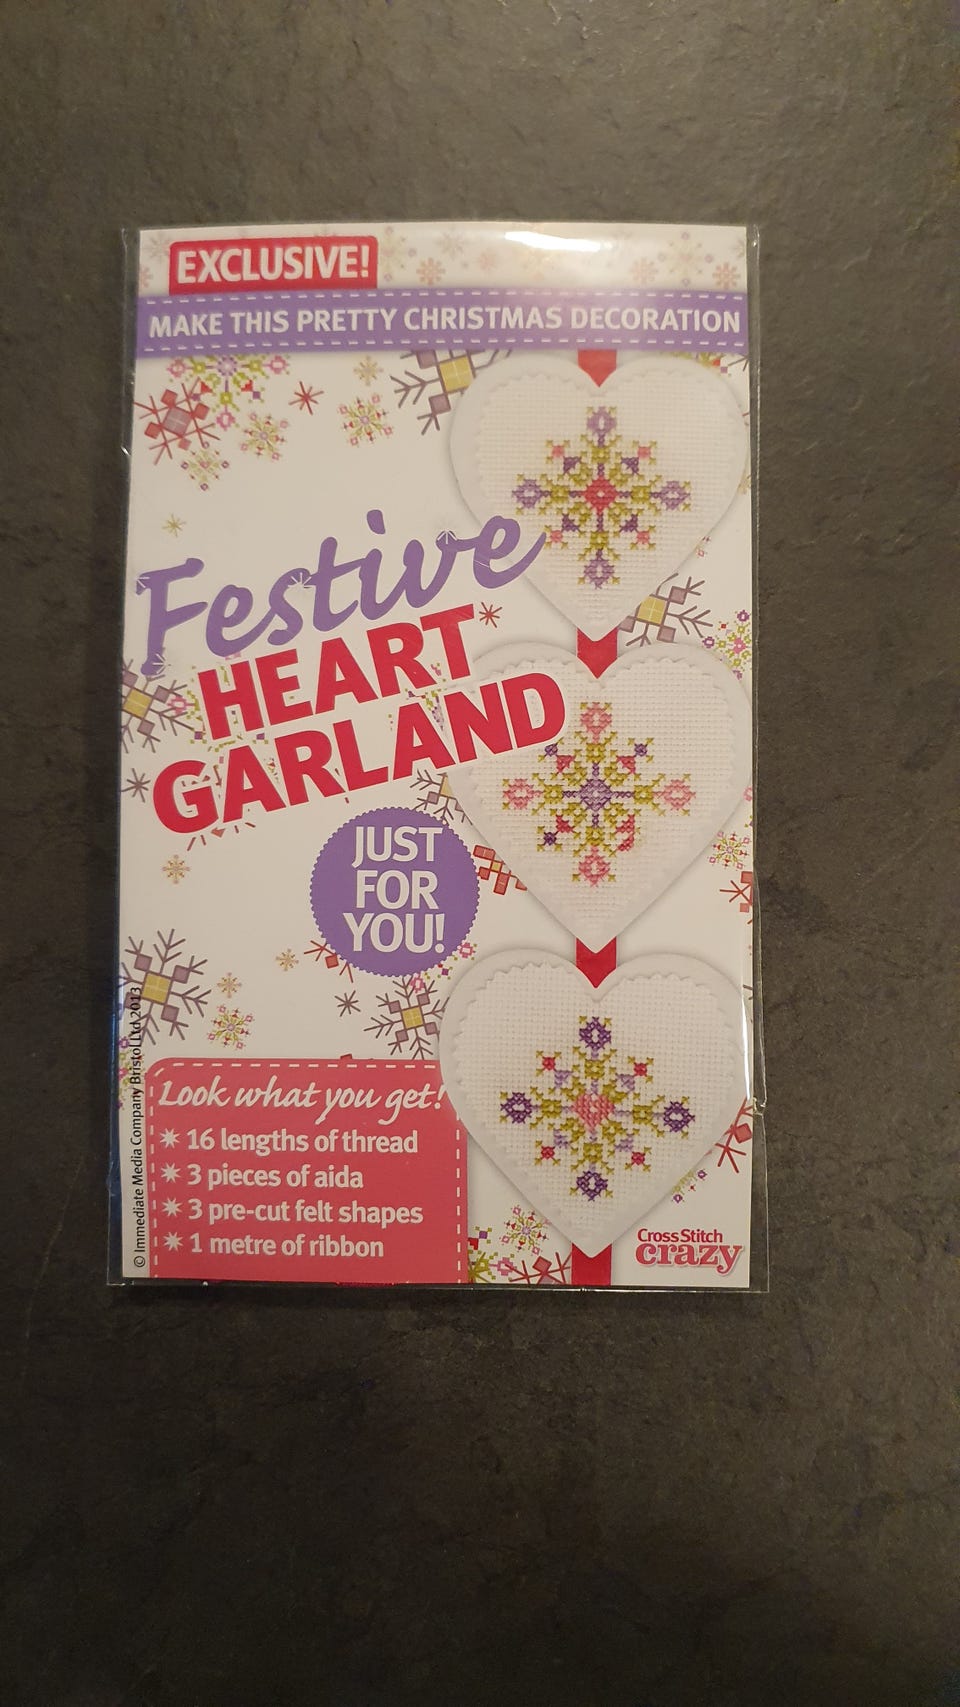 EXCLUSIVE!
MAKE THIS PRETTY CHRISTMAS DECORATION
Festive
HEART
GARLAND
JUST
FOR
YOU!
Look what you get!
16 lengths of thread
3 pieces of aida
3 pre-cut felt shapes
1 metre of ribbon
Cross Stitch
crazy
© Immediate Media Company Bristol Ltd 2013